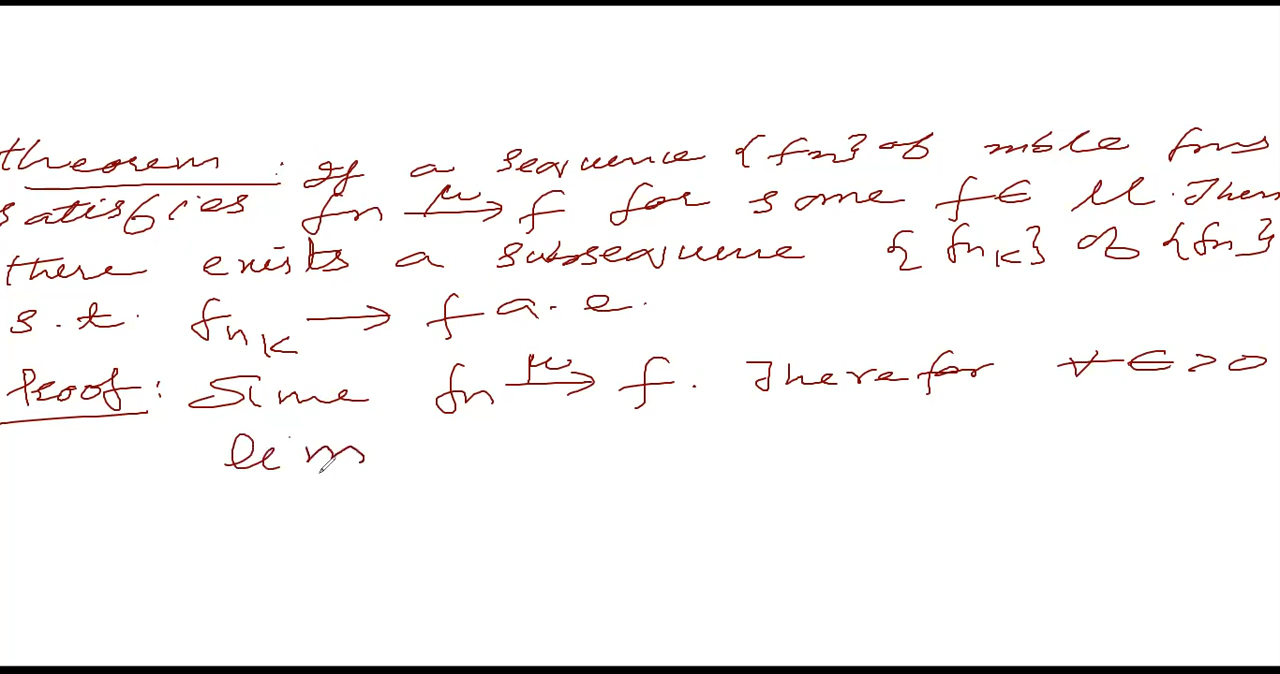 theorem : If a sequence {fn} of mble fns
satisfies fn →μ f for some f ∈ M. Then
there exists a subsequence {fnₖ} of {fn}
s.t. fnₖ → f a.e.
Proof : Since fn →μ f. Therefor ∀ ∈ > 0
lim